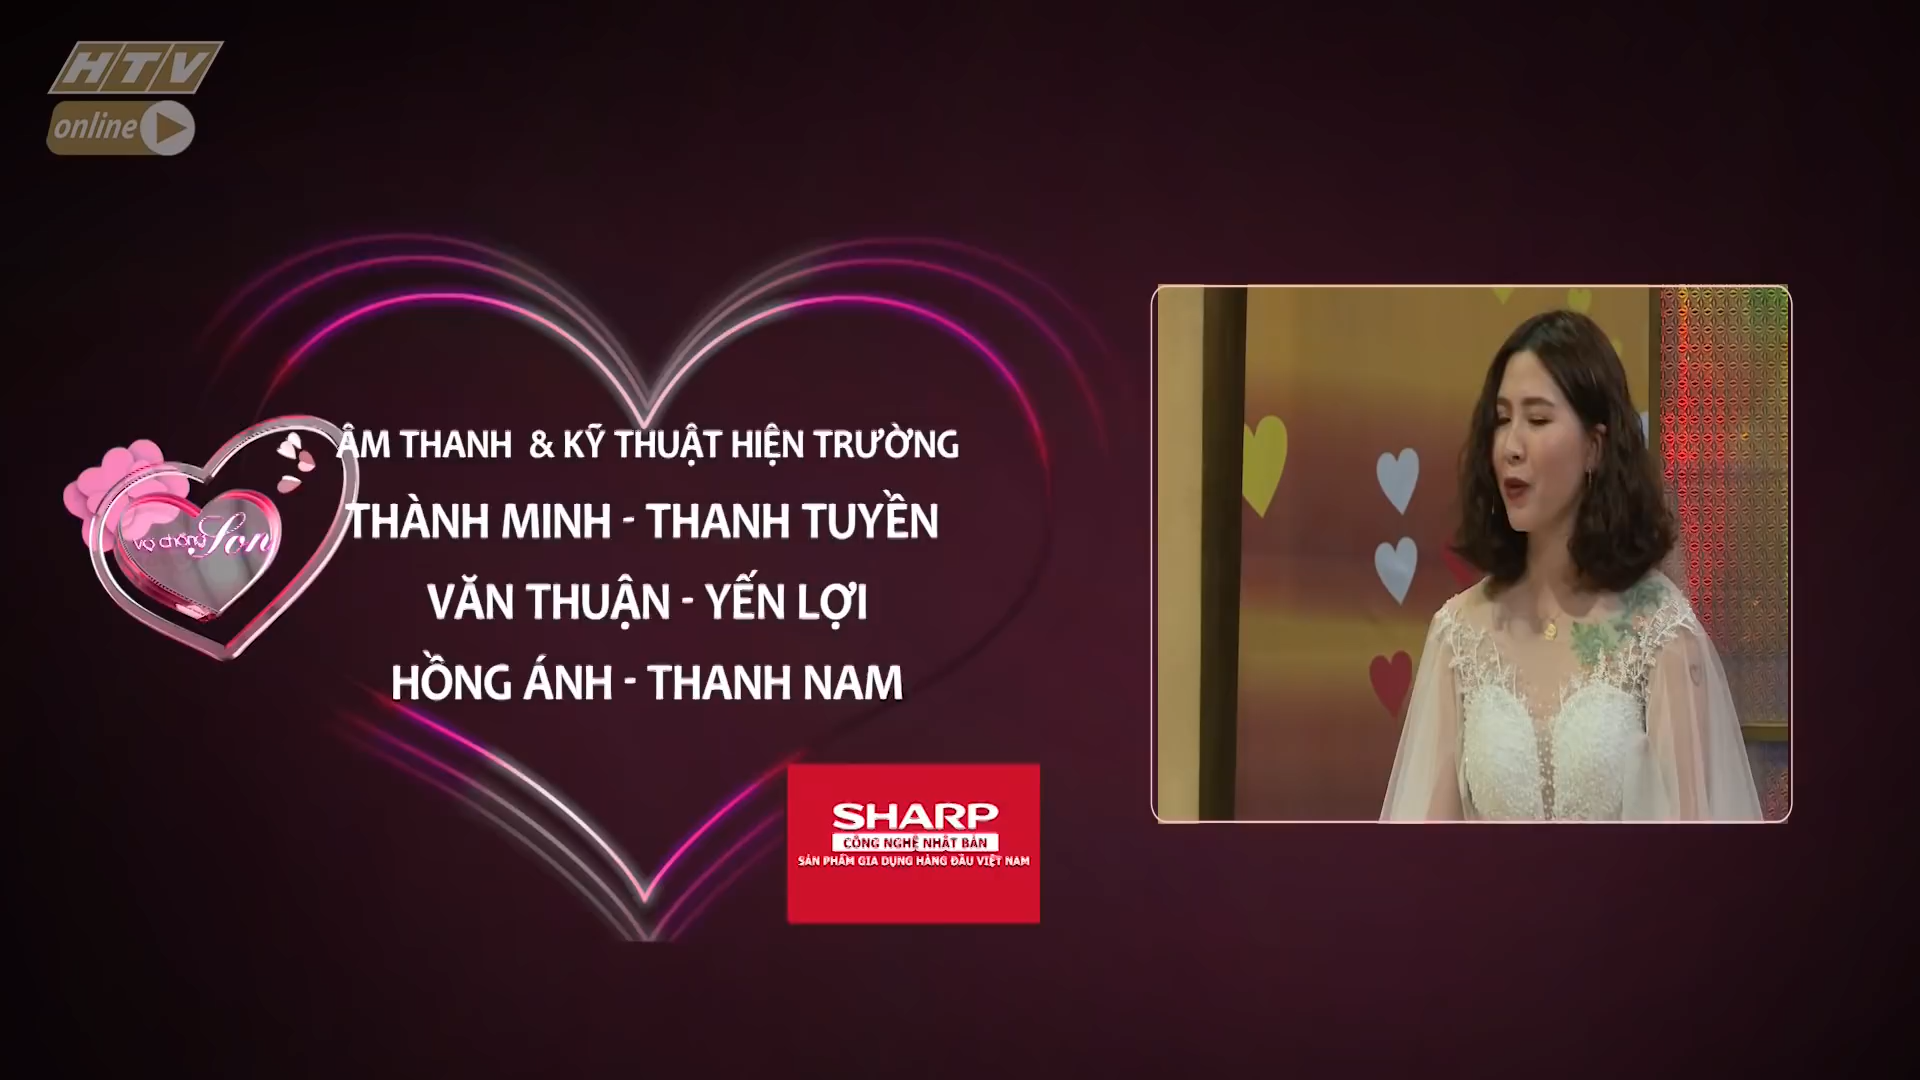 HTV
online
ÂM THANH & KỸ THUẬT HIỆN TRƯỜNG
THÀNH MINH - THANH TUYỀN
vợ chồng Son
VĂN THUẬN - YẾN LỢI
HỒNG ÁNH - THANH NAM
SHARP
CÔNG NGHỆ NHẬT BẢN
SẢN PHẨM GIA DỤNG HÀNG ĐẦU VIỆT NAM